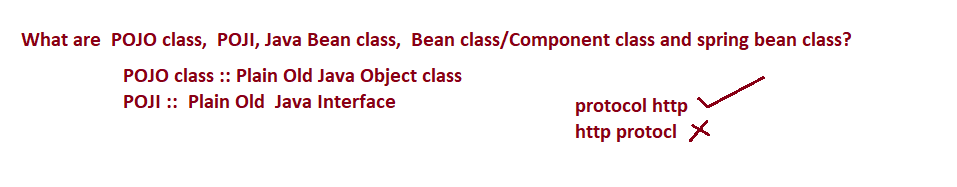 What are POJO class, POJI, Java Bean class, Bean class/Component class and spring bean class?
POJO class :: Plain Old Java Object class
POJI :: Plain Old Java Interface
protocol http
http protocl